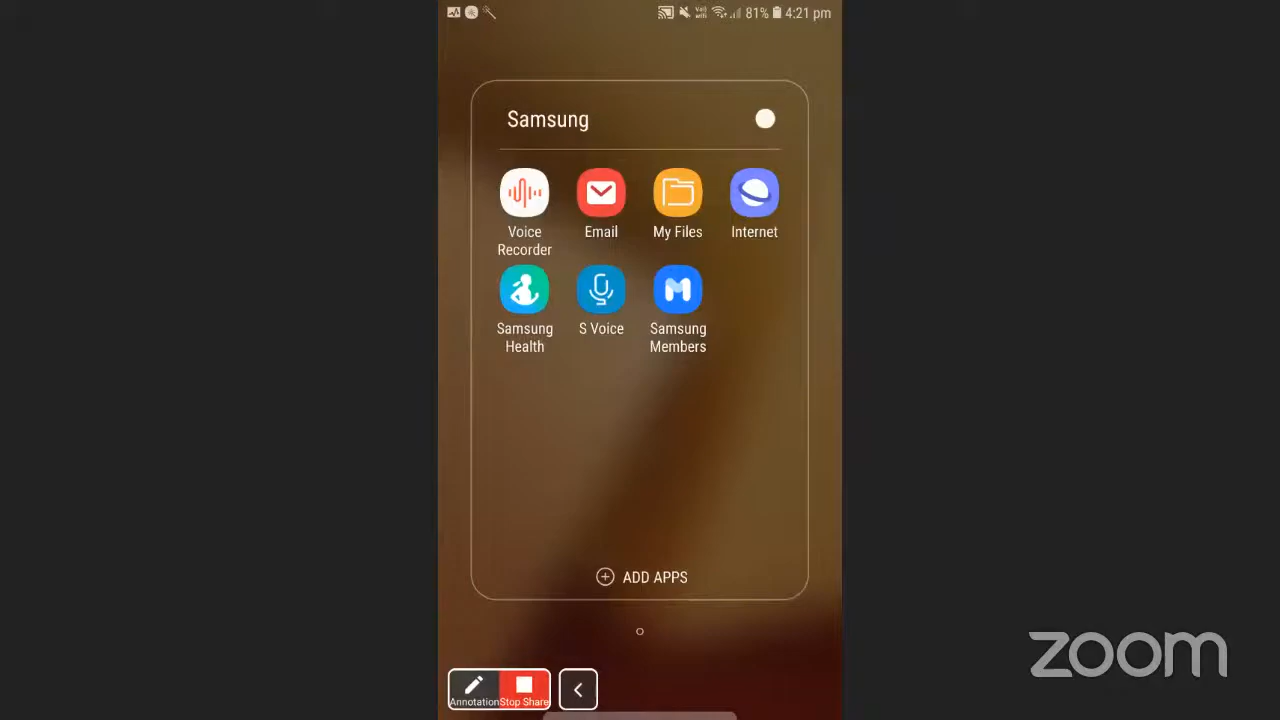 81% 4:21 pm
Samsung
Voice Recorder
Email
My Files
Internet
Samsung Health
S Voice
Samsung Members
ADD APPS
Annotation Stop Share
zoom